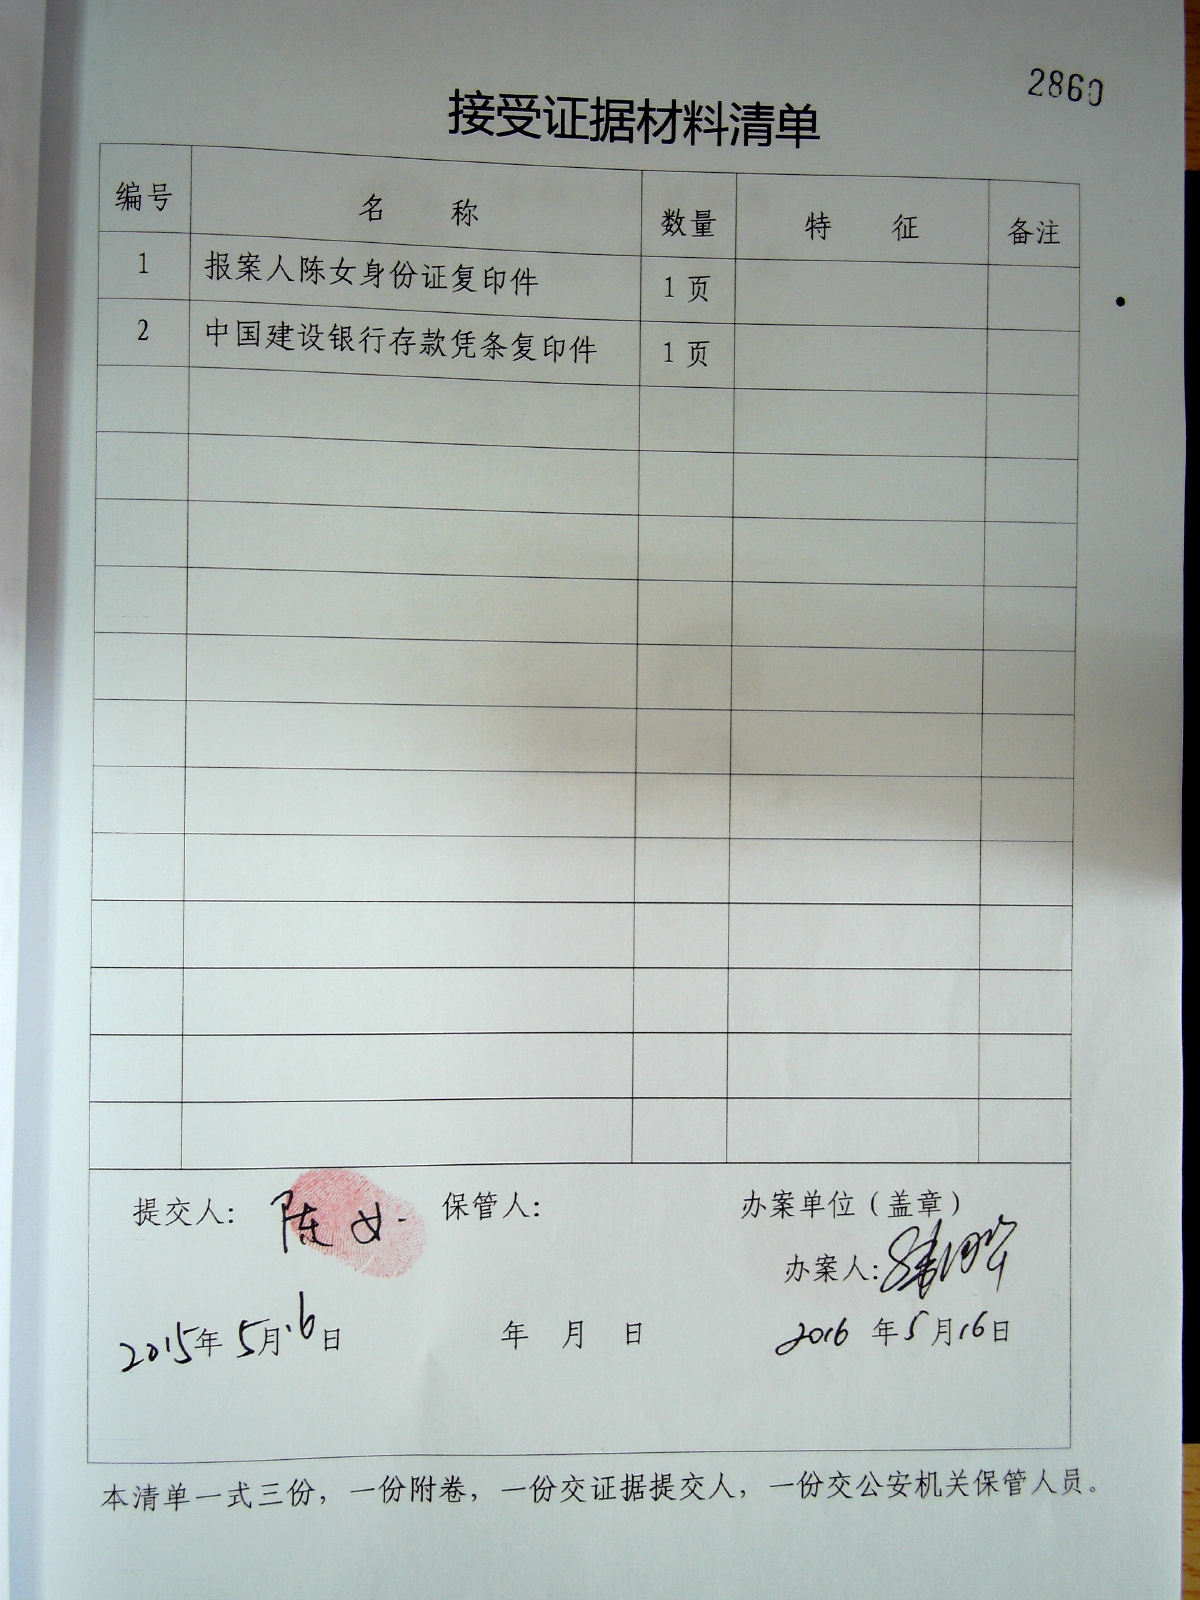 2860
接受证据材料清单
编号 名 称 数量 特 征 备注
1 报案人陈女身份证复印件 1 页
2 中国建设银行存款凭条复印件 1 页
提交人： 陈女 保管人： 办案单位（盖章）
办案人：
2015年5月16日 年 月 日 2016年5月16日
本清单一式三份，一份附卷，一份交证据提交人，一份交公安机关保管人员。